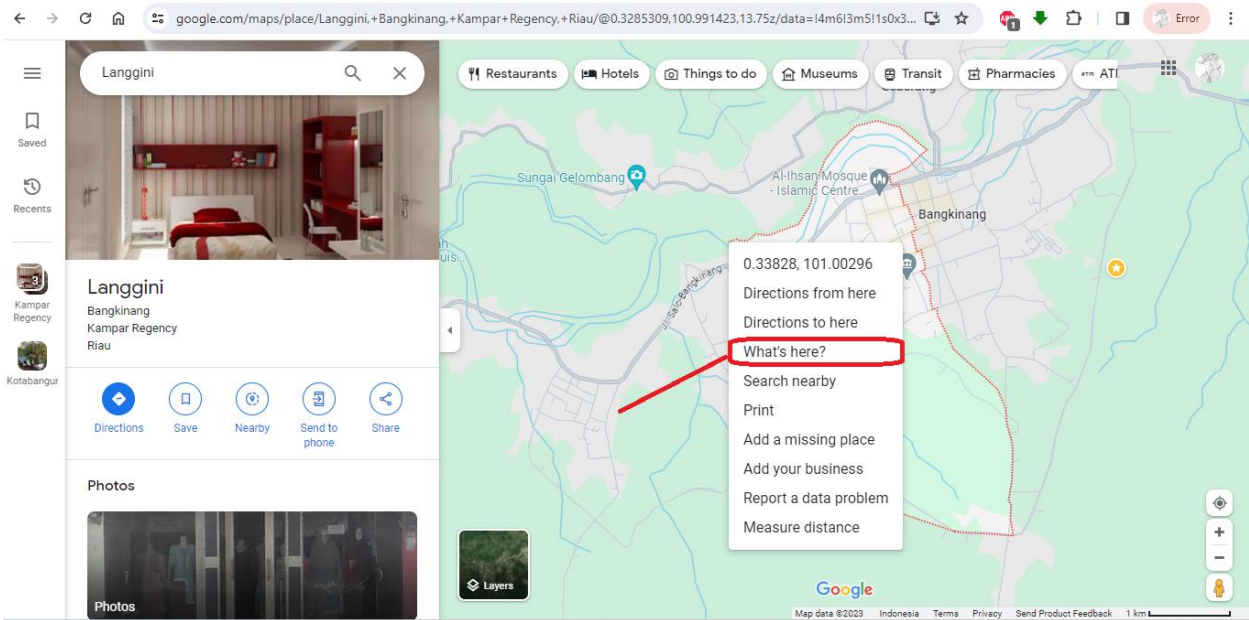 google.com/maps/place/Langgini,+Bangkinang,+Kampar+Regency,+Riau/@0.3285309,100.991423,13.75z/data=!4m6!3m5!1s0x3...
1
Error
Langgini
Restaurants
Hotels
Things to do
Museums
Transit
Pharmacies
Saved
Recents
3
Kampar
Regency
Kotabangun
Langgini
Bangkinang
Kampar Regency
Riau
Directions
Save
Nearby
Send to
phone
Share
Photos
Photos
Sungai Gelombang
Al-Ihsan Mosque
- Islamic Centre...
Bangkinang
0.33828, 101.00296
Directions from here
Directions to here
What's here?
Search nearby
Print
Add a missing place
Add your business
Report a data problem
Measure distance
Layers
Google
Map data ©2023 Indonesia Terms Privacy Send Product Feedback 1 km